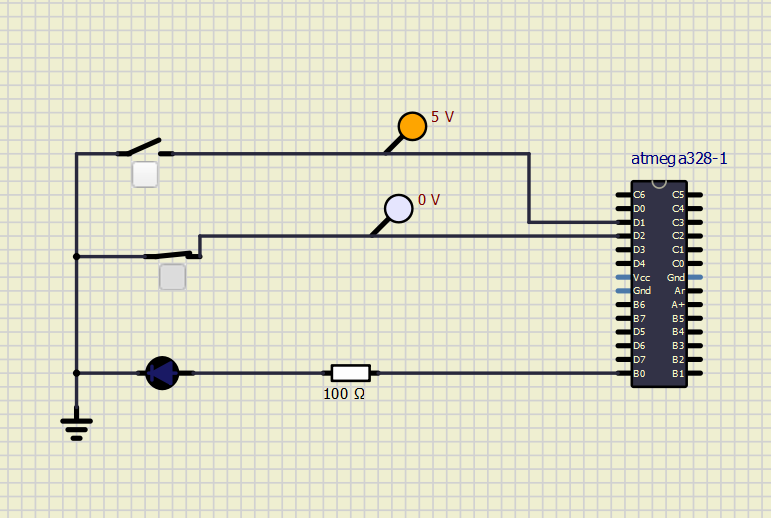 5 V
0 V
100 Ω
atmega328-1
C6 C5
D0 C4
D1 C3
D2 C2
D3 C1
D4 C0
Vcc Gnd
Gnd Ar
B6 A+
B7 B5
D5 B4
D6 B3
D7 B2
B0 B1